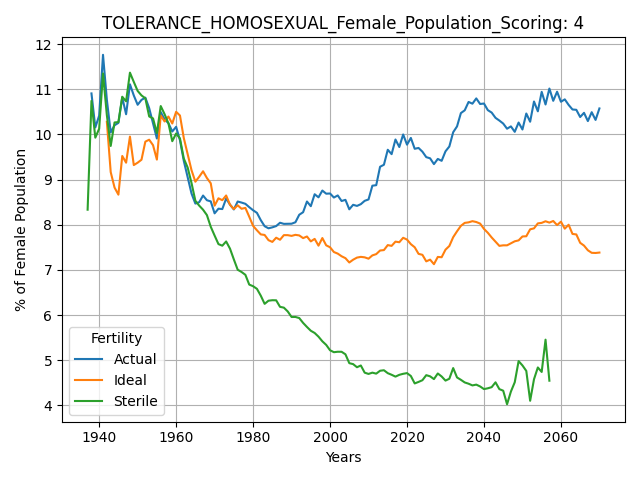 TOLERANCE_HOMOSEXUAL_Female_Population_Scoring: 4
12
11
10
9
8
7
6
5
4
% of Female Population
Fertility
Actual
Ideal
Sterile
1940 1960 1980 2000 2020 2040 2060
Years